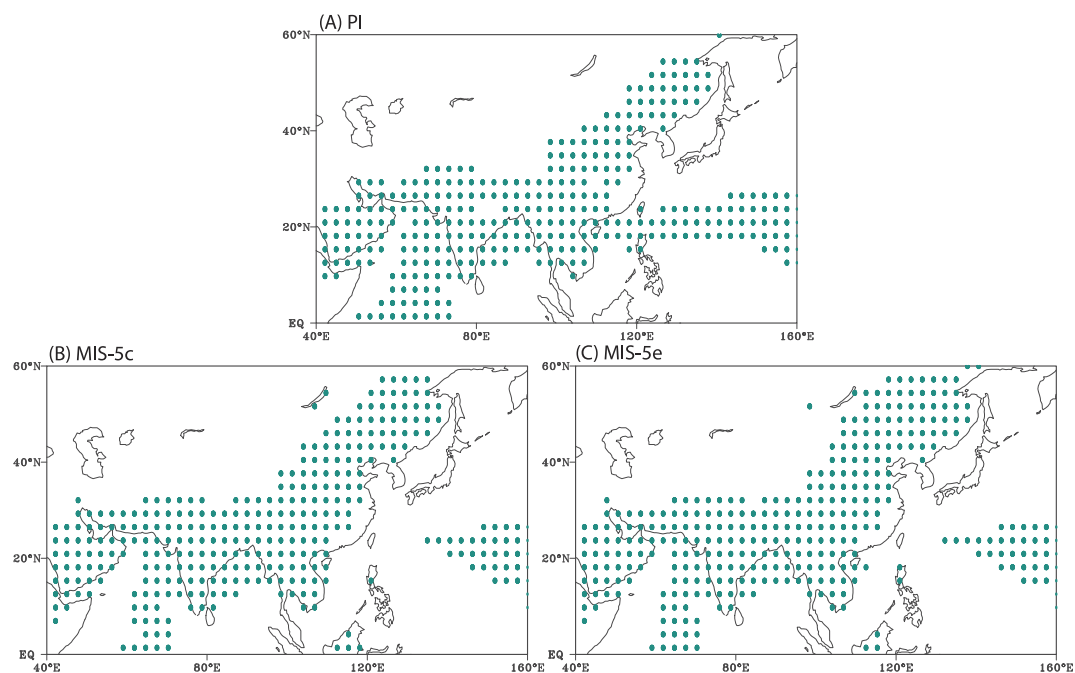 (A) PI
60°N
40°N
20°N
EQ
40°E 80°E 120°E 160°E
(B) MIS-5c (C) MIS-5e
60°N 60°N
40°N 40°N
20°N 20°N
EQ EQ
40°E 80°E 120°E 160°E 40°E 80°E 120°E 160°E